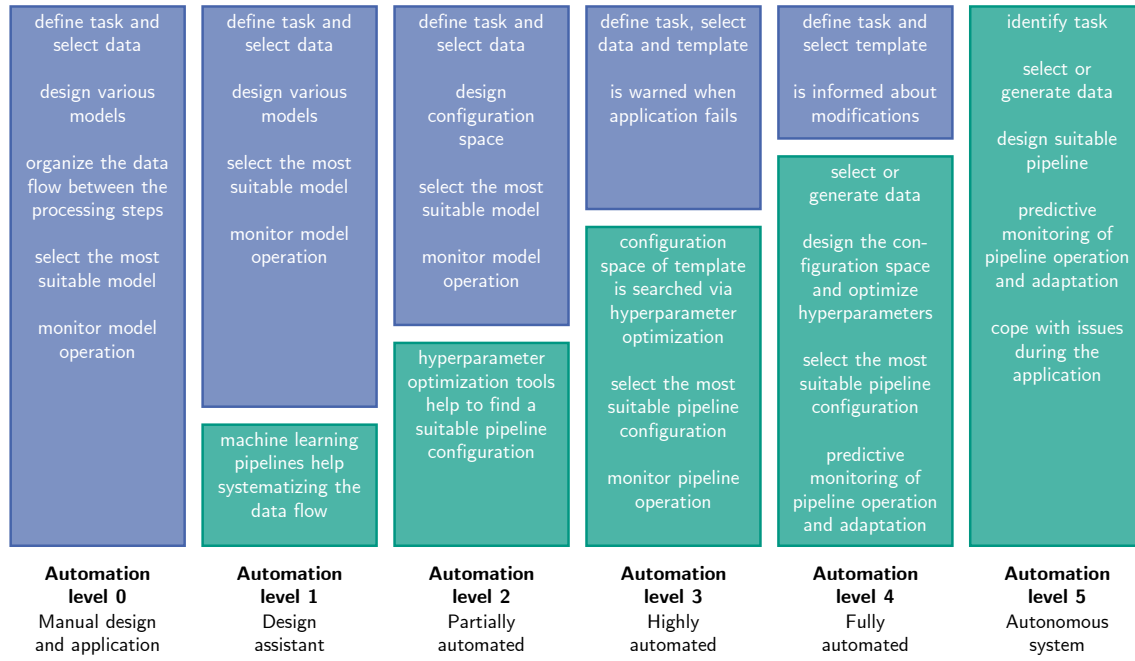 define task and
select data
design various
models
organize the data
flow between the
processing steps
select the most
suitable model
monitor model
operation
Automation
level 0
Manual design
and application
define task and
select data
design various
models
select the most
suitable model
monitor model
operation
machine learning
pipelines help
systematizing the
data flow
Automation
level 1
Design
assistant
define task and
select data
design
configuration
space
select the most
suitable model
monitor model
operation
hyperparameter
optimization tools
help to find a
suitable pipeline
configuration
Automation
level 2
Partially
automated
define task, select
data and template
is warned when
application fails
configuration
space of template
is searched via
hyperparameter
optimization
select the most
suitable pipeline
configuration
monitor pipeline
operation
Automation
level 3
Highly
automated
define task and
select template
is informed about
modifications
select or
generate data
design the con-
figuration space
and optimize
hyperparameters
select the most
suitable pipeline
configuration
predictive
monitoring of
pipeline operation
and adaptation
Automation
level 4
Fully
automated
identify task
select or
generate data
design suitable
pipeline
predictive
monitoring of
pipeline operation
and adaptation
cope with issues
during the
application
Automation
level 5
Autonomous
system